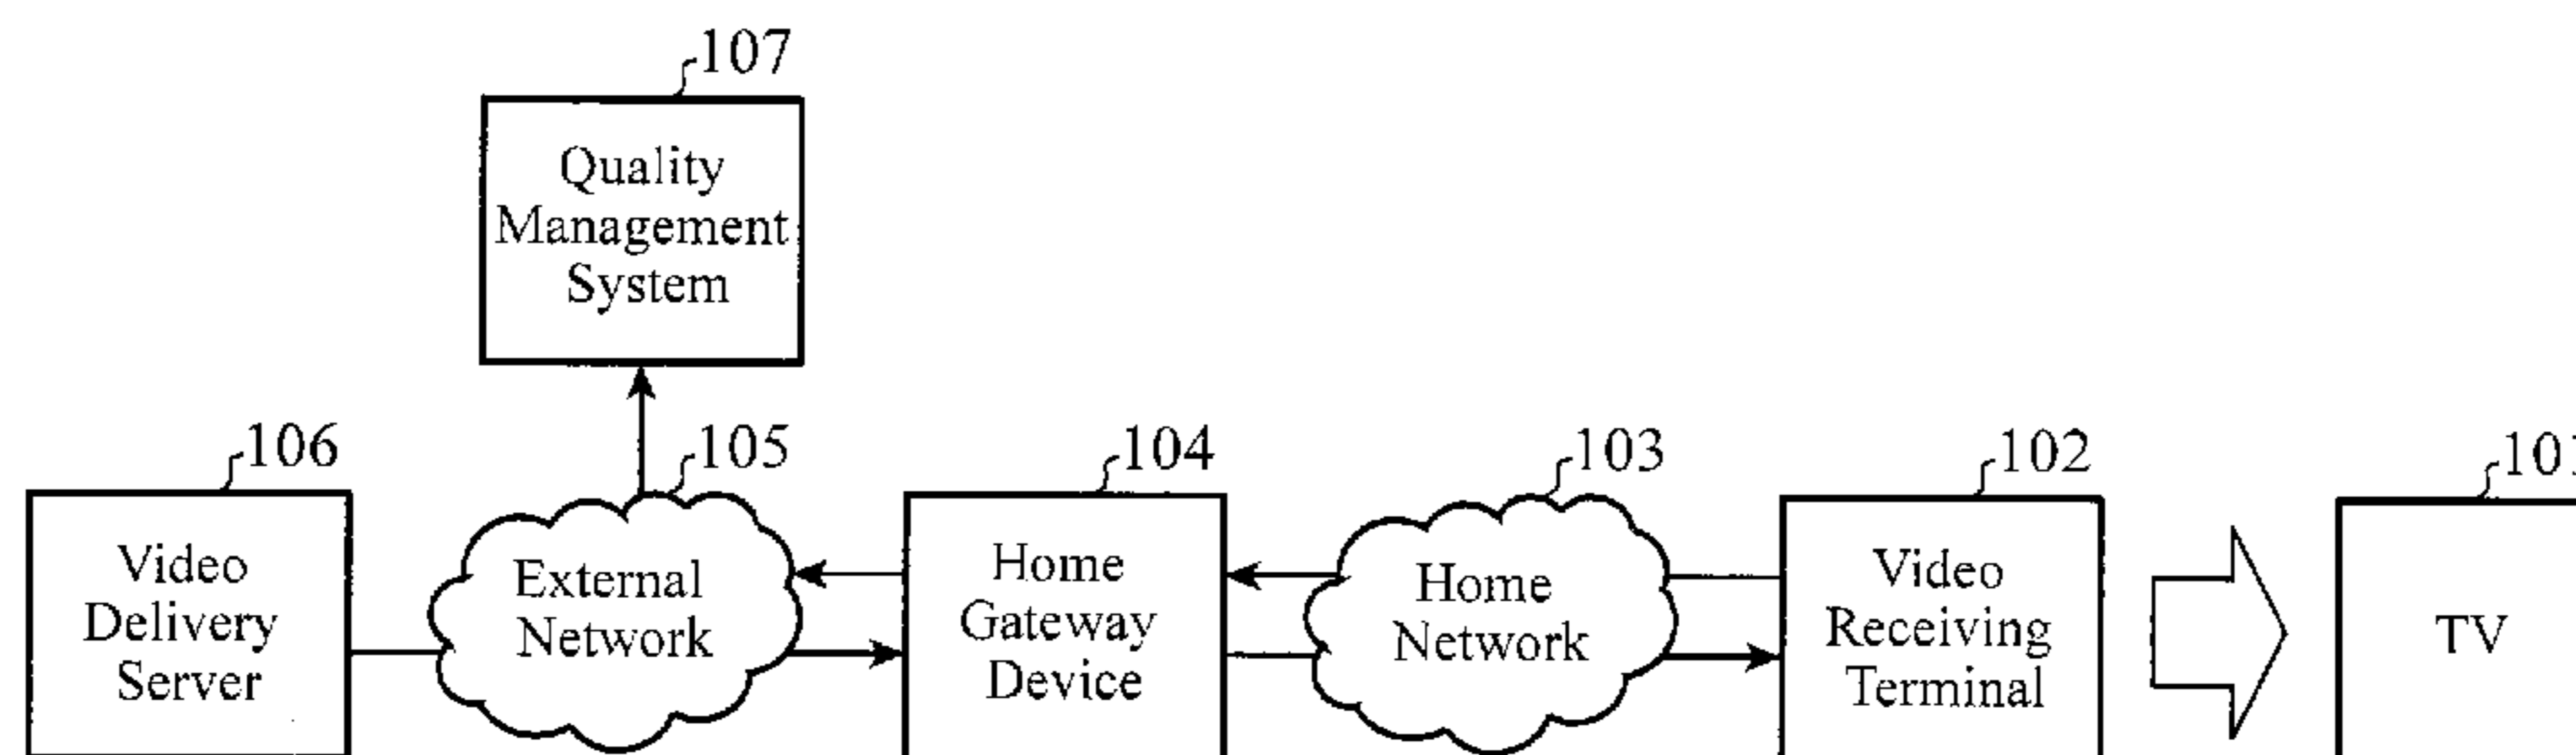 107
Quality
Management
System
106
105
104
103
102
101
Video
Delivery
Server
External
Network
Home
Gateway
Device
Home
Network
Video
Receiving
Terminal
TV